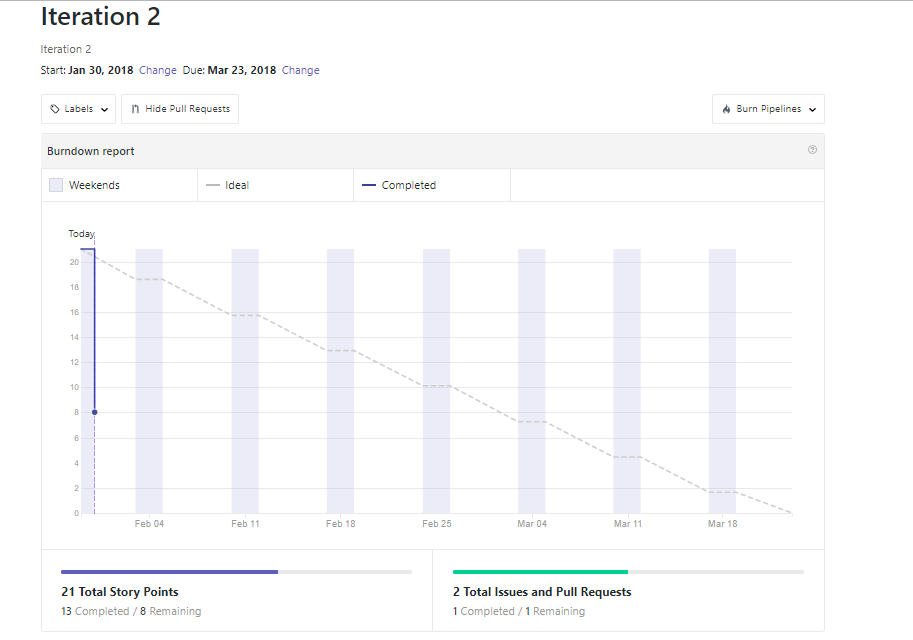 Iteration 2
Iteration 2
Start: Jan 30, 2018 Change Due: Mar 23, 2018 Change
Labels Hide Pull Requests Burn Pipelines
Burndown report
Weekends Ideal Completed
Today
20
18
16
14
12
10
8
6
4
2
0
Feb 04 Feb 11 Feb 18 Feb 25 Mar 04 Mar 11 Mar 18
21 Total Story Points 2 Total Issues and Pull Requests
13 Completed / 8 Remaining 1 Completed / 1 Remaining